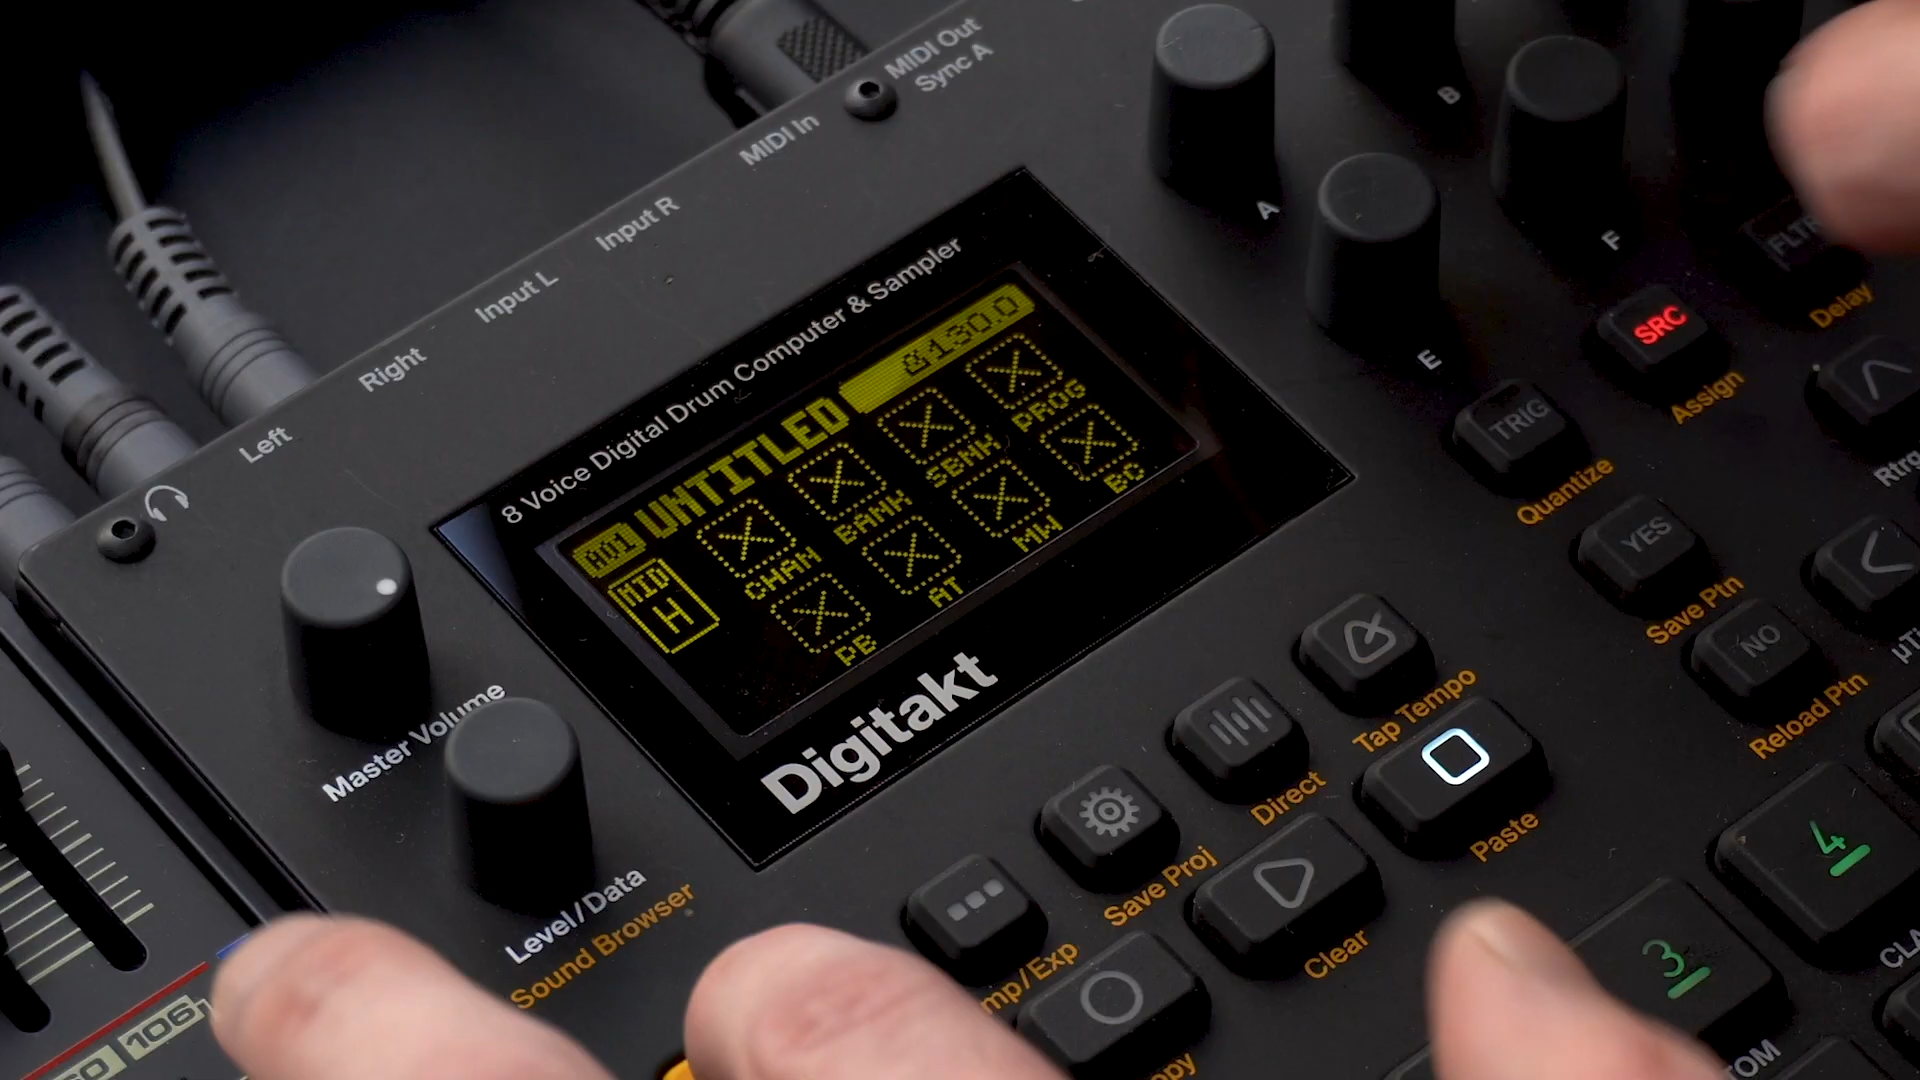 MIDI Out
Sync A
MIDI In
Input R
Input L
Right
Left
A
B
E
F
8 Voice Digital Drum Computer & Sampler
A01 UNTITLED
130.0
MID
H
CHAN
BANK
SBNK
PROG
PB
AT
MW
BC
Digitakt
Master Volume
Level/Data
Sound Browser
SRC
Assign
FLTR
Delay
TRIG
Quantize
YES
Save Ptn
NO
Reload Ptn
Tap Tempo
Direct
Save Proj
Paste
Clear
4
3
106